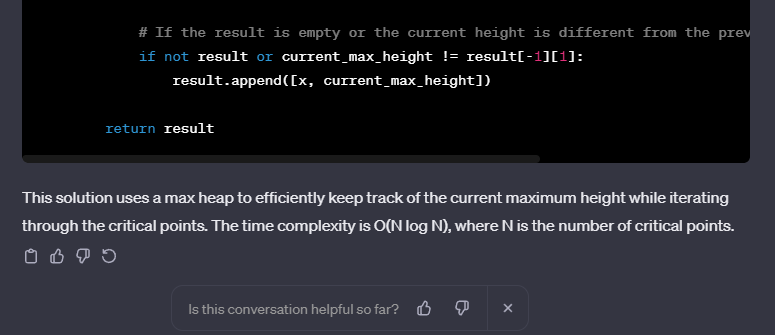 # If the result is empty or the current height is different from the prev
if not result or current_max_height != result[-1][1]:
result.append([x, current_max_height])
return result
This solution uses a max heap to efficiently keep track of the current maximum height while iterating
through the critical points. The time complexity is O(N log N), where N is the number of critical points.
Is this conversation helpful so far?